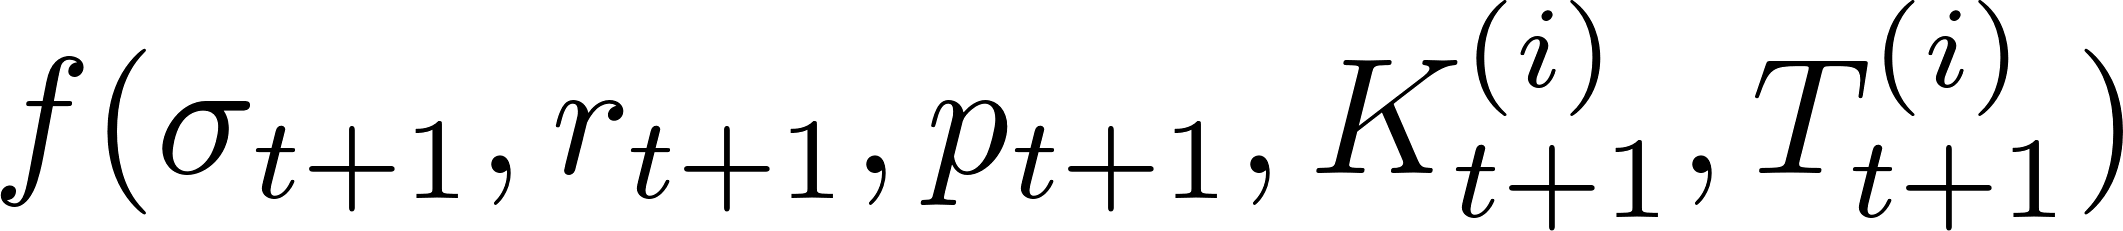 f(σ_{t+1}, r_{t+1}, p_{t+1}, K_{t+1}^{(i)}, T_{t+1}^{(i)})